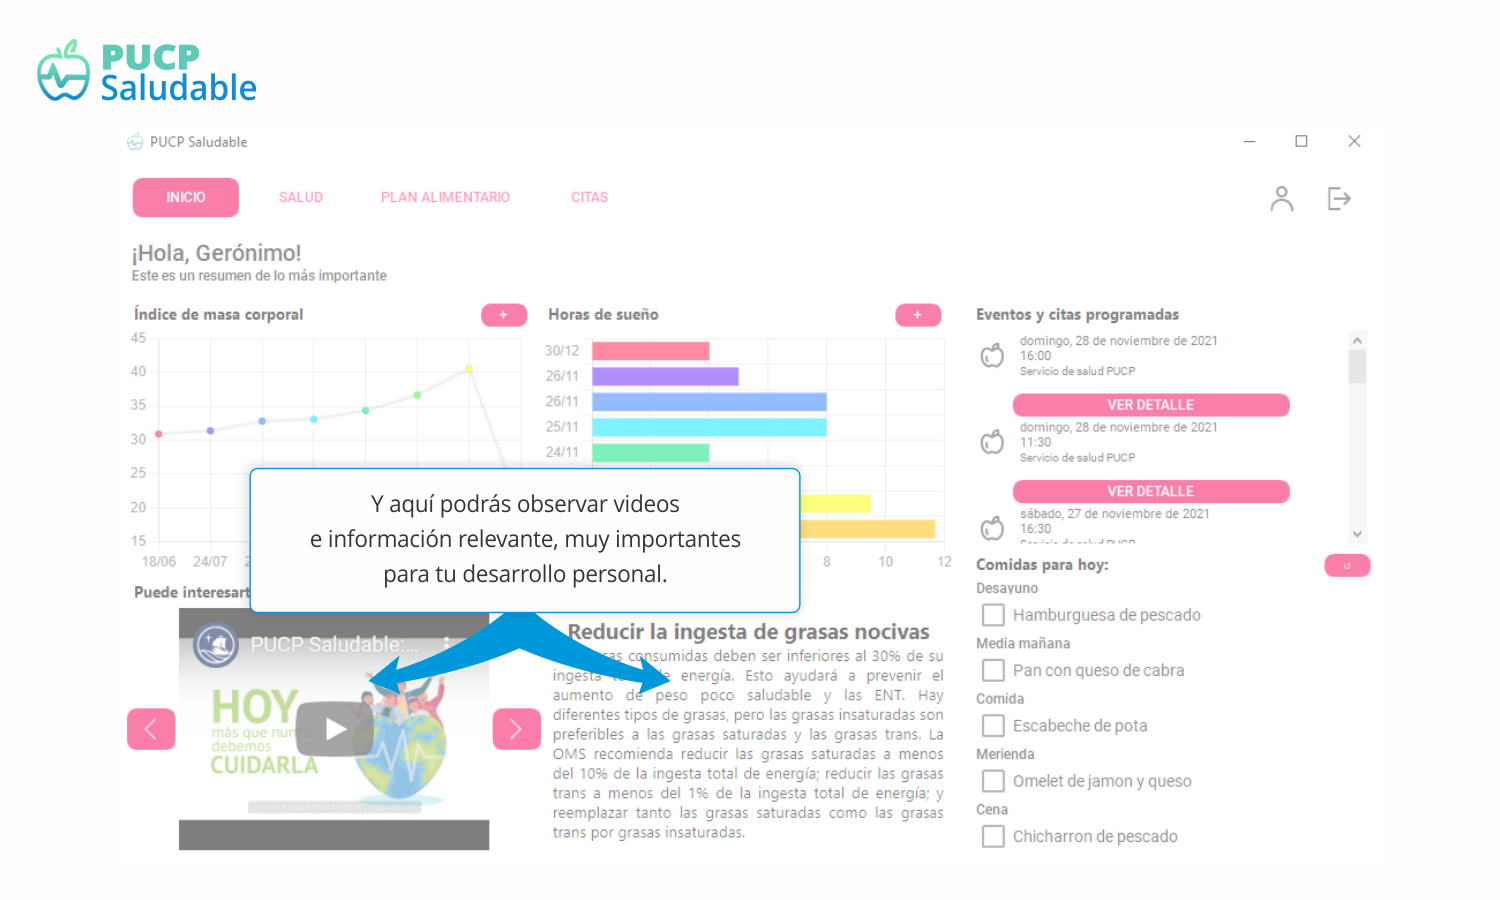 PUCP
Saludable
PUCP Saludable
INICIO
SALUD
PLAN ALIMENTARIO
CITAS
¡Hola, Gerónimo!
Este es un resumen de lo más importante
Índice de masa corporal
+
45
40
35
30
25
20
15
18/06
24/07
Horas de sueño
+
30/12
26/11
26/11
25/11
24/11
8
10
12
Y aquí podrás observar videos
e información relevante, muy importantes
para tu desarrollo personal.
Puede
PUCP Saludable:...
HOY
más que nunca
debemos
CUIDARLA
Reducir la ingesta de grasas nocivas
consumidas deben ser inferiores al 30% de su
ingesta energía. Esto ayudará a prevenir el
aumento de peso poco saludable y las ENT. Hay
diferentes tipos de grasas, pero las grasas insaturadas son
preferibles a las grasas saturadas y las grasas trans. La
OMS recomienda reducir las grasas saturadas a menos
del 10% de la ingesta total de energía; reducir las grasas
trans a menos del 1% de la ingesta total de energía; y
reemplazar tanto las grasas saturadas como las grasas
trans por grasas insaturadas.
Eventos y citas programadas
domingo, 28 de noviembre de 2021
16:00
Servicio de salud PUCP
VER DETALLE
domingo, 28 de noviembre de 2021
11:30
Servicio de salud PUCP
VER DETALLE
sábado, 27 de noviembre de 2021
16:30
Servicio de salud PUCP
Comidas para hoy:
Desayuno
Hamburguesa de pescado
Media mañana
Pan con queso de cabra
Comida
Escabeche de pota
Merienda
Omelet de jamon y queso
Cena
Chicharron de pescado